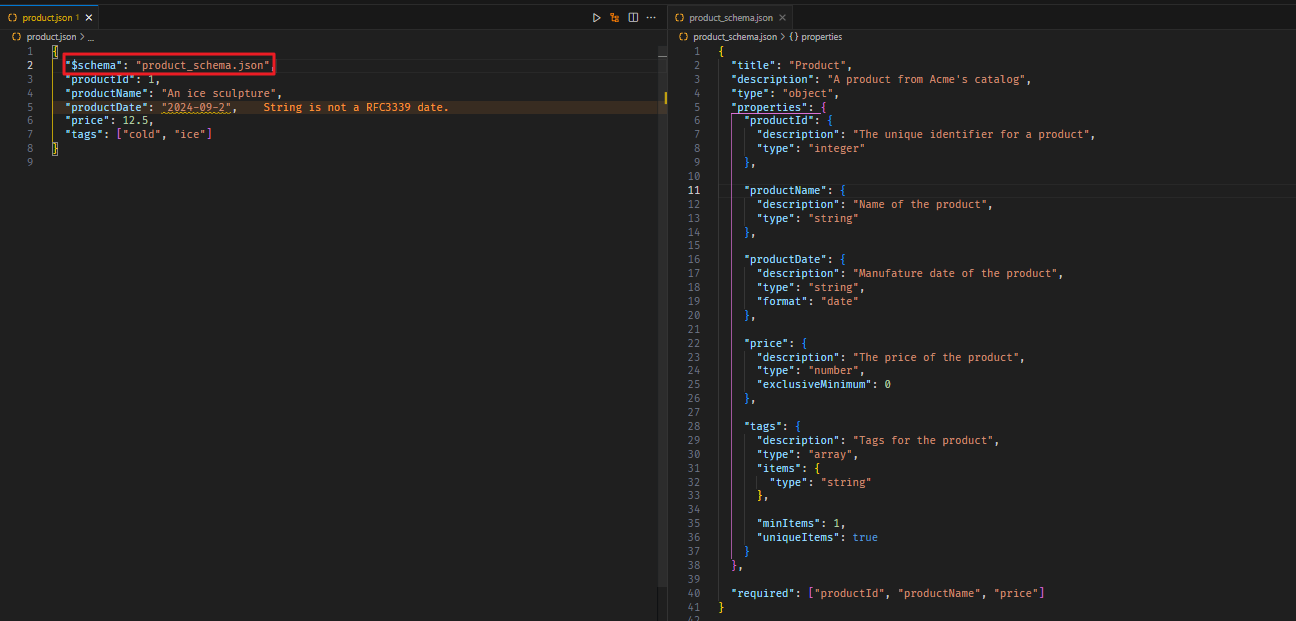 product.json 1
product.json > ...
1 {
2 "$schema": "product_schema.json",
3 "productId": 1,
4 "productName": "An ice sculpture",
5 "productDate": "2024-09-2", String is not a RFC3339 date.
6 "price": 12.5,
7 "tags": ["cold", "ice"]
8 }
9
product_schema.json
product_schema.json > {} properties
1 {
2 "title": "Product",
3 "description": "A product from Acme's catalog",
4 "type": "object",
5 "properties": {
6 "productId": {
7 "description": "The unique identifier for a product",
8 "type": "integer"
9 },
10
11 "productName": {
12 "description": "Name of the product",
13 "type": "string"
14 },
15
16 "productDate": {
17 "description": "Manufature date of the product",
18 "type": "string",
19 "format": "date"
20 },
21
22 "price": {
23 "description": "The price of the product",
24 "type": "number",
25 "exclusiveMinimum": 0
26 },
27
28 "tags": {
29 "description": "Tags for the product",
30 "type": "array",
31 "items": {
32 "type": "string"
33 },
34
35 "minItems": 1,
36 "uniqueItems": true
37 }
38 },
39
40 "required": ["productId", "productName", "price"]
41 }
42